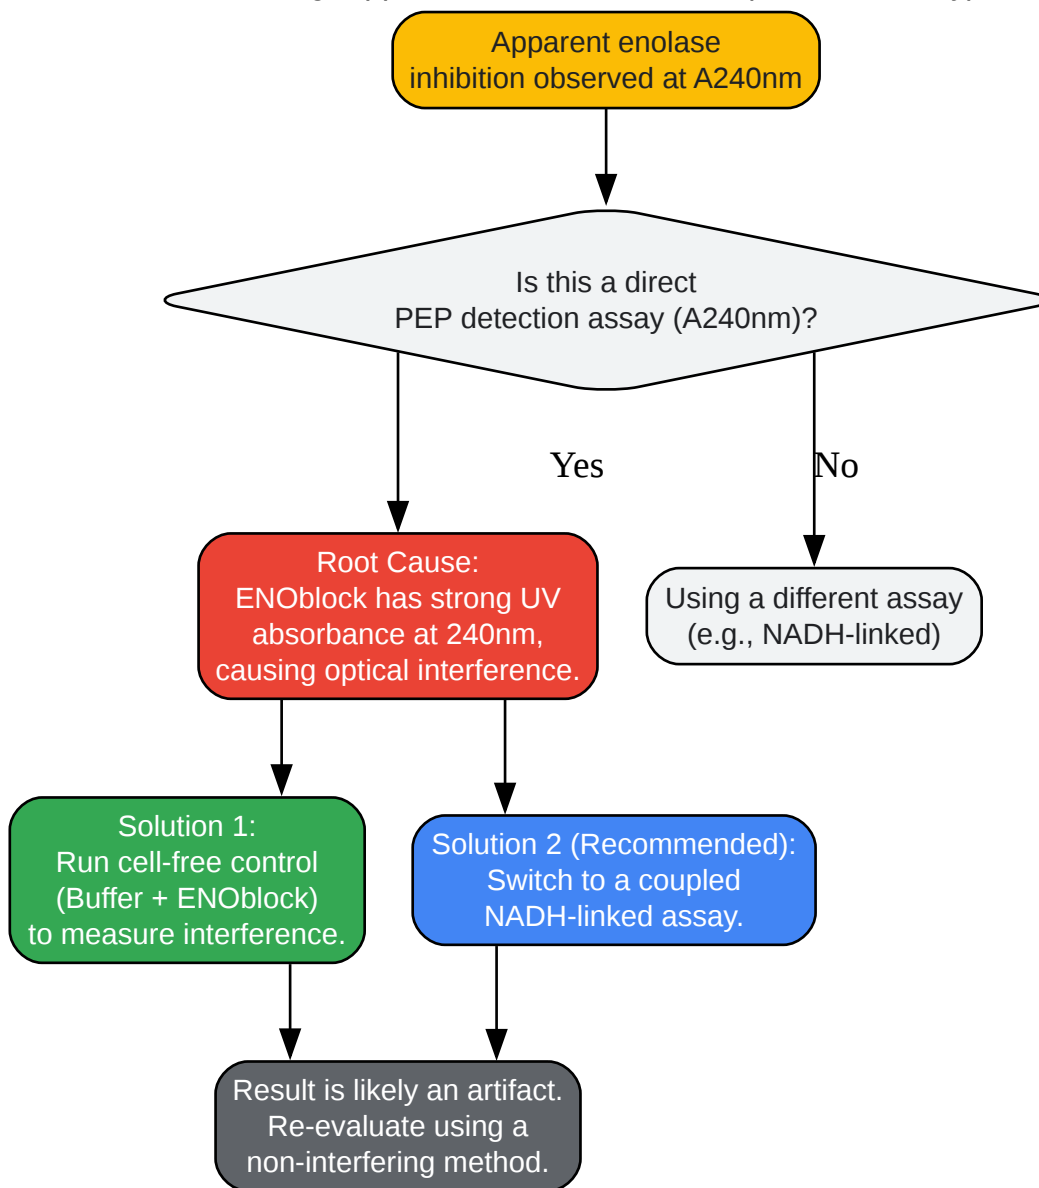 Apparent enolase
inhibition observed at A240nm
Is this a direct
PEP detection assay (A240nm)?
Yes
No
Root Cause:
ENOblock has strong UV
absorbance at 240nm,
causing optical interference.
Using a different assay
(e.g., NADH-linked)
Solution 1:
Run cell-free control
(Buffer + ENOblock)
to measure interference.
Solution 2 (Recommended):
Switch to a coupled
NADH-linked assay.
Result is likely an artifact.
Re-evaluate using a
non-interfering method.